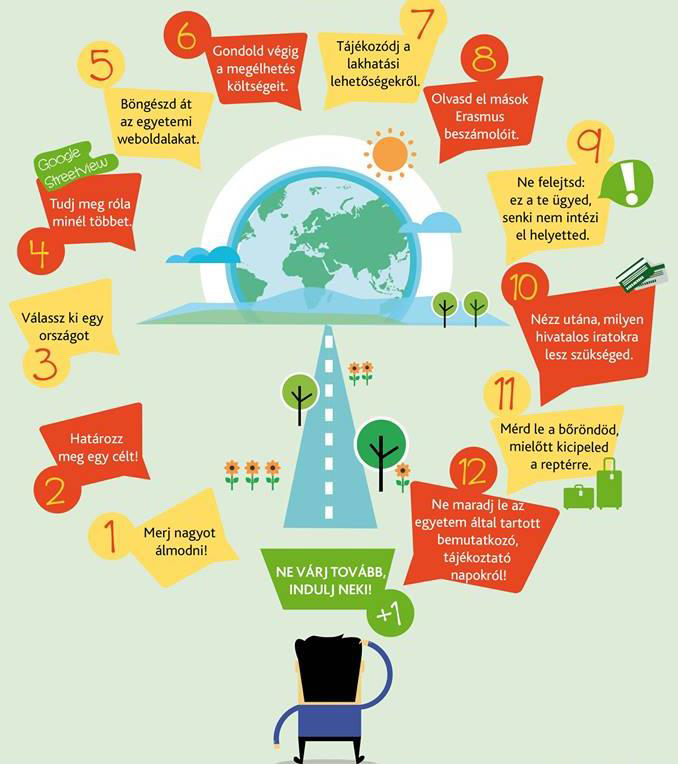 1
Merj nagyot
álmodni!
2
Határozz
meg egy célt!
3
Válassz ki egy
országot
4
Google
Streetview
Tudj meg róla
minél többet.
5
Böngészd át
az egyetemi
weboldalakat.
6
Gondold végig
a megélhetés
költségeit.
7
Tájékozódj a
lakhatási
lehetőségekről.
8
Olvasd el mások
Erasmus
beszámolóit.
9
Ne felejtsd:
ez a te ügyed,
senki nem intézi
el helyetted.
!
10
Nézz utána, milyen
hivatalos iratokra
lesz szükséged.
11
Mérd le a bőröndöd,
mielőtt kicipeled
a reptérre.
12
Ne maradj le az
egyetem által tartott
bemutatkozó,
tájékoztató
napokról!
NE VÁRJ TOVÁBB,
INDULJ NEKI!
+1